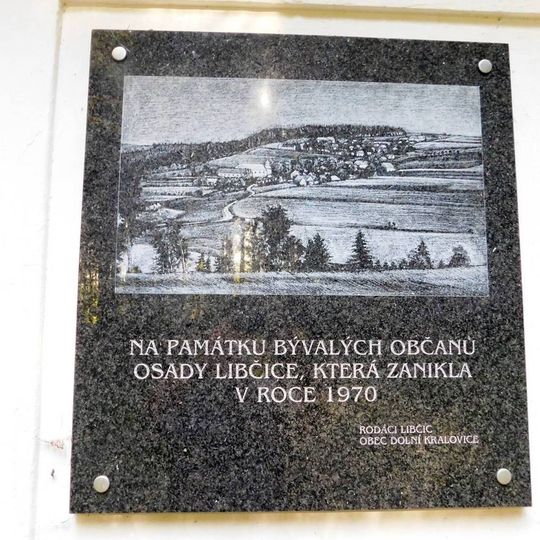 NA PAMÁTKU BÝVALÝCH OBČANŮ
OSADY LIBČICE, KTERÁ ZANIKLA
V ROCE 1970
RODÁCI LIBČIC
OBEC DOLNÍ KRALOVICE